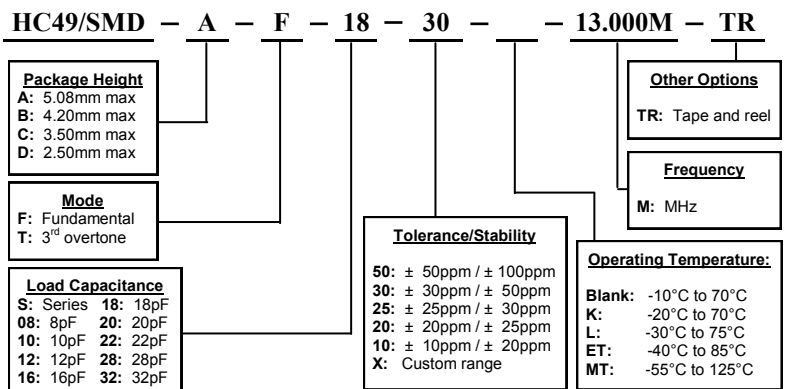 HC49/SMD – A – F – 18 – 30 – – 13.000M – TR
Package Height
A: 5.08mm max
B: 4.20mm max
C: 3.50mm max
D: 2.50mm max
Mode
F: Fundamental
T: 3rd overtone
Load Capacitance
S: Series 18: 18pF
08: 8pF 20: 20pF
10: 10pF 22: 22pF
12: 12pF 28: 28pF
16: 16pF 32: 32pF
Tolerance/Stability
50: ± 50ppm / ± 100ppm
30: ± 30ppm / ± 50ppm
25: ± 25ppm / ± 30ppm
20: ± 20ppm / ± 25ppm
10: ± 10ppm / ± 20ppm
X: Custom range
Other Options
TR: Tape and reel
Frequency
M: MHz
Operating Temperature:
Blank: -10°C to 70°C
K: -20°C to 70°C
L: -30°C to 75°C
ET: -40°C to 85°C
MT: -55°C to 125°C